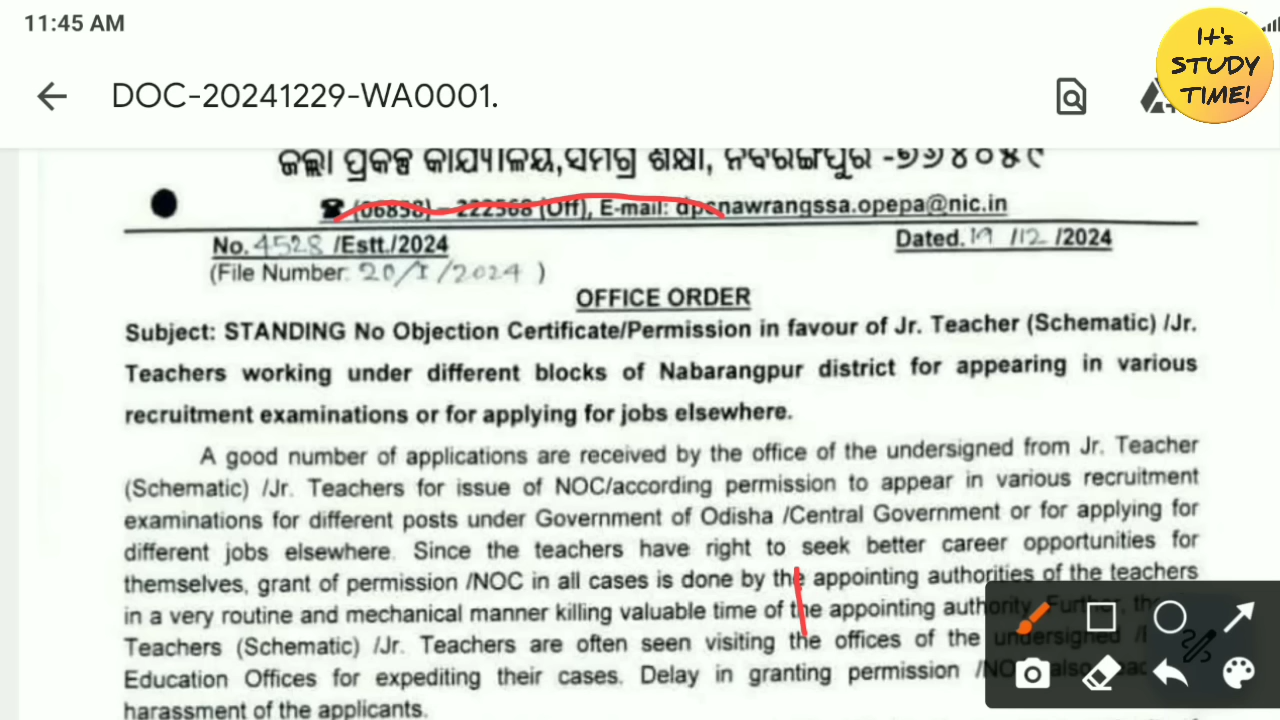 11:45 AM
It's
STUDY
TIME!
DOC-20241229-WA0001.
ଜିଲ୍ଲା ପ୍ରକଳ୍ପ କାର୍ଯ୍ୟାଳୟ,ସମଗ୍ର ଶିକ୍ଷା, ନବରଙ୍ଗପୁର -୭୬୪୦୫୯
☎ (06858) – 222568 (Off), E-mail: dpcnawrangssa.opepa@nic.in
No. 4528 /Estt./2024 Dated. 19 /12 /2024
(File Number: 20/I/2024 )
OFFICE ORDER
Subject: STANDING No Objection Certificate/Permission in favour of Jr. Teacher (Schematic) /Jr.
Teachers working under different blocks of Nabarangpur district for appearing in various
recruitment examinations or for applying for jobs elsewhere.
A good number of applications are received by the office of the undersigned from Jr. Teacher
(Schematic) /Jr. Teachers for issue of NOC/according permission to appear in various recruitment
examinations for different posts under Government of Odisha /Central Government or for applying for
different jobs elsewhere. Since the teachers have right to seek better career opportunities for
themselves, grant of permission /NOC in all cases is done by the appointing authorities of the teachers
in a very routine and mechanical manner killing valuable time of the appointing authority. Further, the
Teachers (Schematic) /Jr. Teachers are often seen visiting the offices of the undersigned
Education Offices for expediting their cases. Delay in granting permission /NOC also
harassment of the applicants.